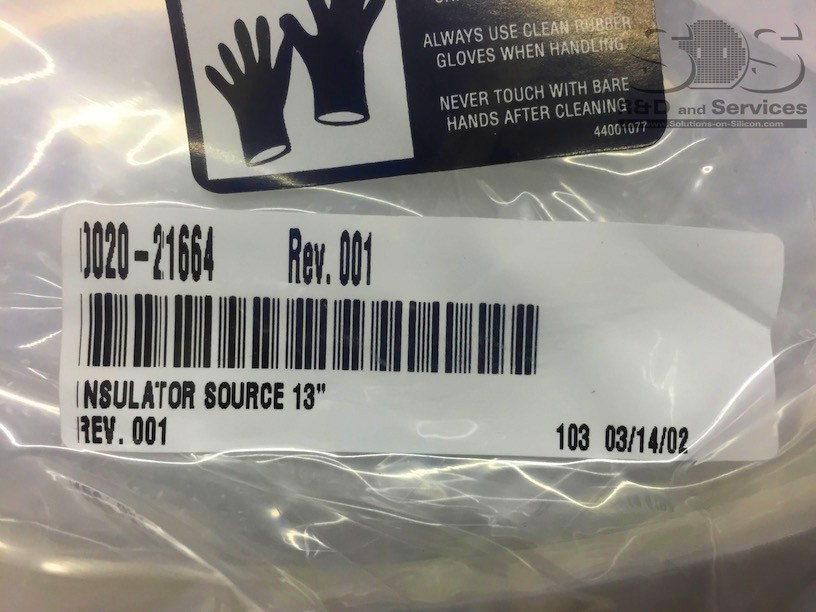 ALWAYS USE CLEAN RUBBER
GLOVES WHEN HANDLING
NEVER TOUCH WITH BARE
HANDS AFTER CLEANING
44001077
SOS
R&D and Services
www.Solutions-on-Silicon.com
0020-21664 Rev. 001
INSULATOR SOURCE 13"
REV. 001
103 03/14/02